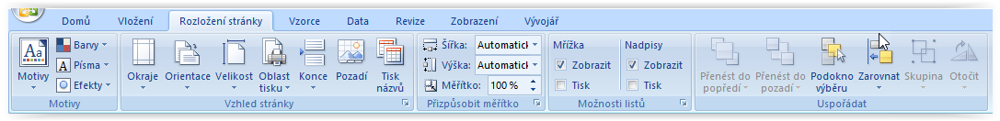 Domů Vložení Rozložení stránky Vzorce Data Revize Zobrazení Vývojář
Motivy
Barvy
Písma
Efekty
Motivy
Okraje
Orientace
Velikost
Oblast
tisku
Konce
Pozadí
Tisk
názvů
Vzhled stránky
Šířka: Automatick
Výška: Automatick
Měřítko: 100 %
Přizpůsobit měřítko
Mřížka
Zobrazit
Tisk
Nadpisy
Zobrazit
Tisk
Možnosti listů
Přenést do
popředí
Přenést do
pozadí
Podokno
výběru
Zarovnat
Skupina
Otočit
Uspořádat